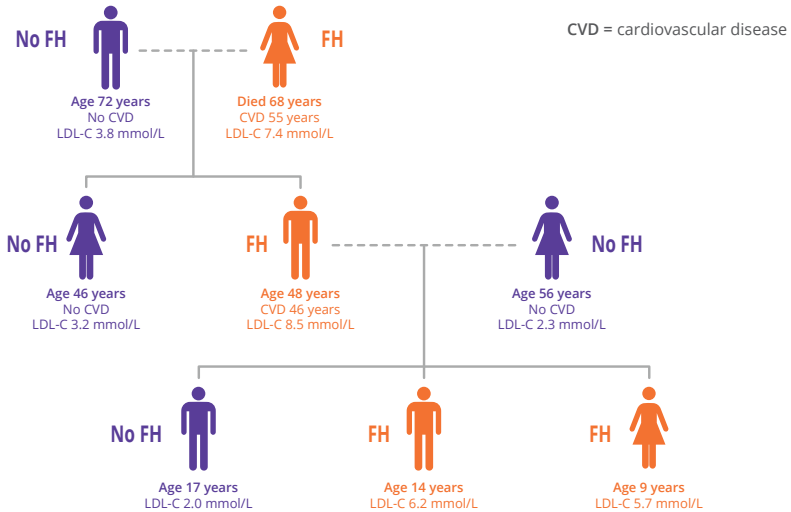 No FH
FH
CVD = cardiovascular disease
Age 72 years
No CVD
LDL-C 3.8 mmol/L
Died 68 years
CVD 55 years
LDL-C 7.4 mmol/L
No FH
FH
No FH
Age 46 years
No CVD
LDL-C 3.2 mmol/L
Age 48 years
CVD 46 years
LDL-C 8.5 mmol/L
Age 56 years
No CVD
LDL-C 2.3 mmol/L
No FH
FH
FH
Age 17 years
LDL-C 2.0 mmol/L
Age 14 years
LDL-C 6.2 mmol/L
Age 9 years
LDL-C 5.7 mmol/L